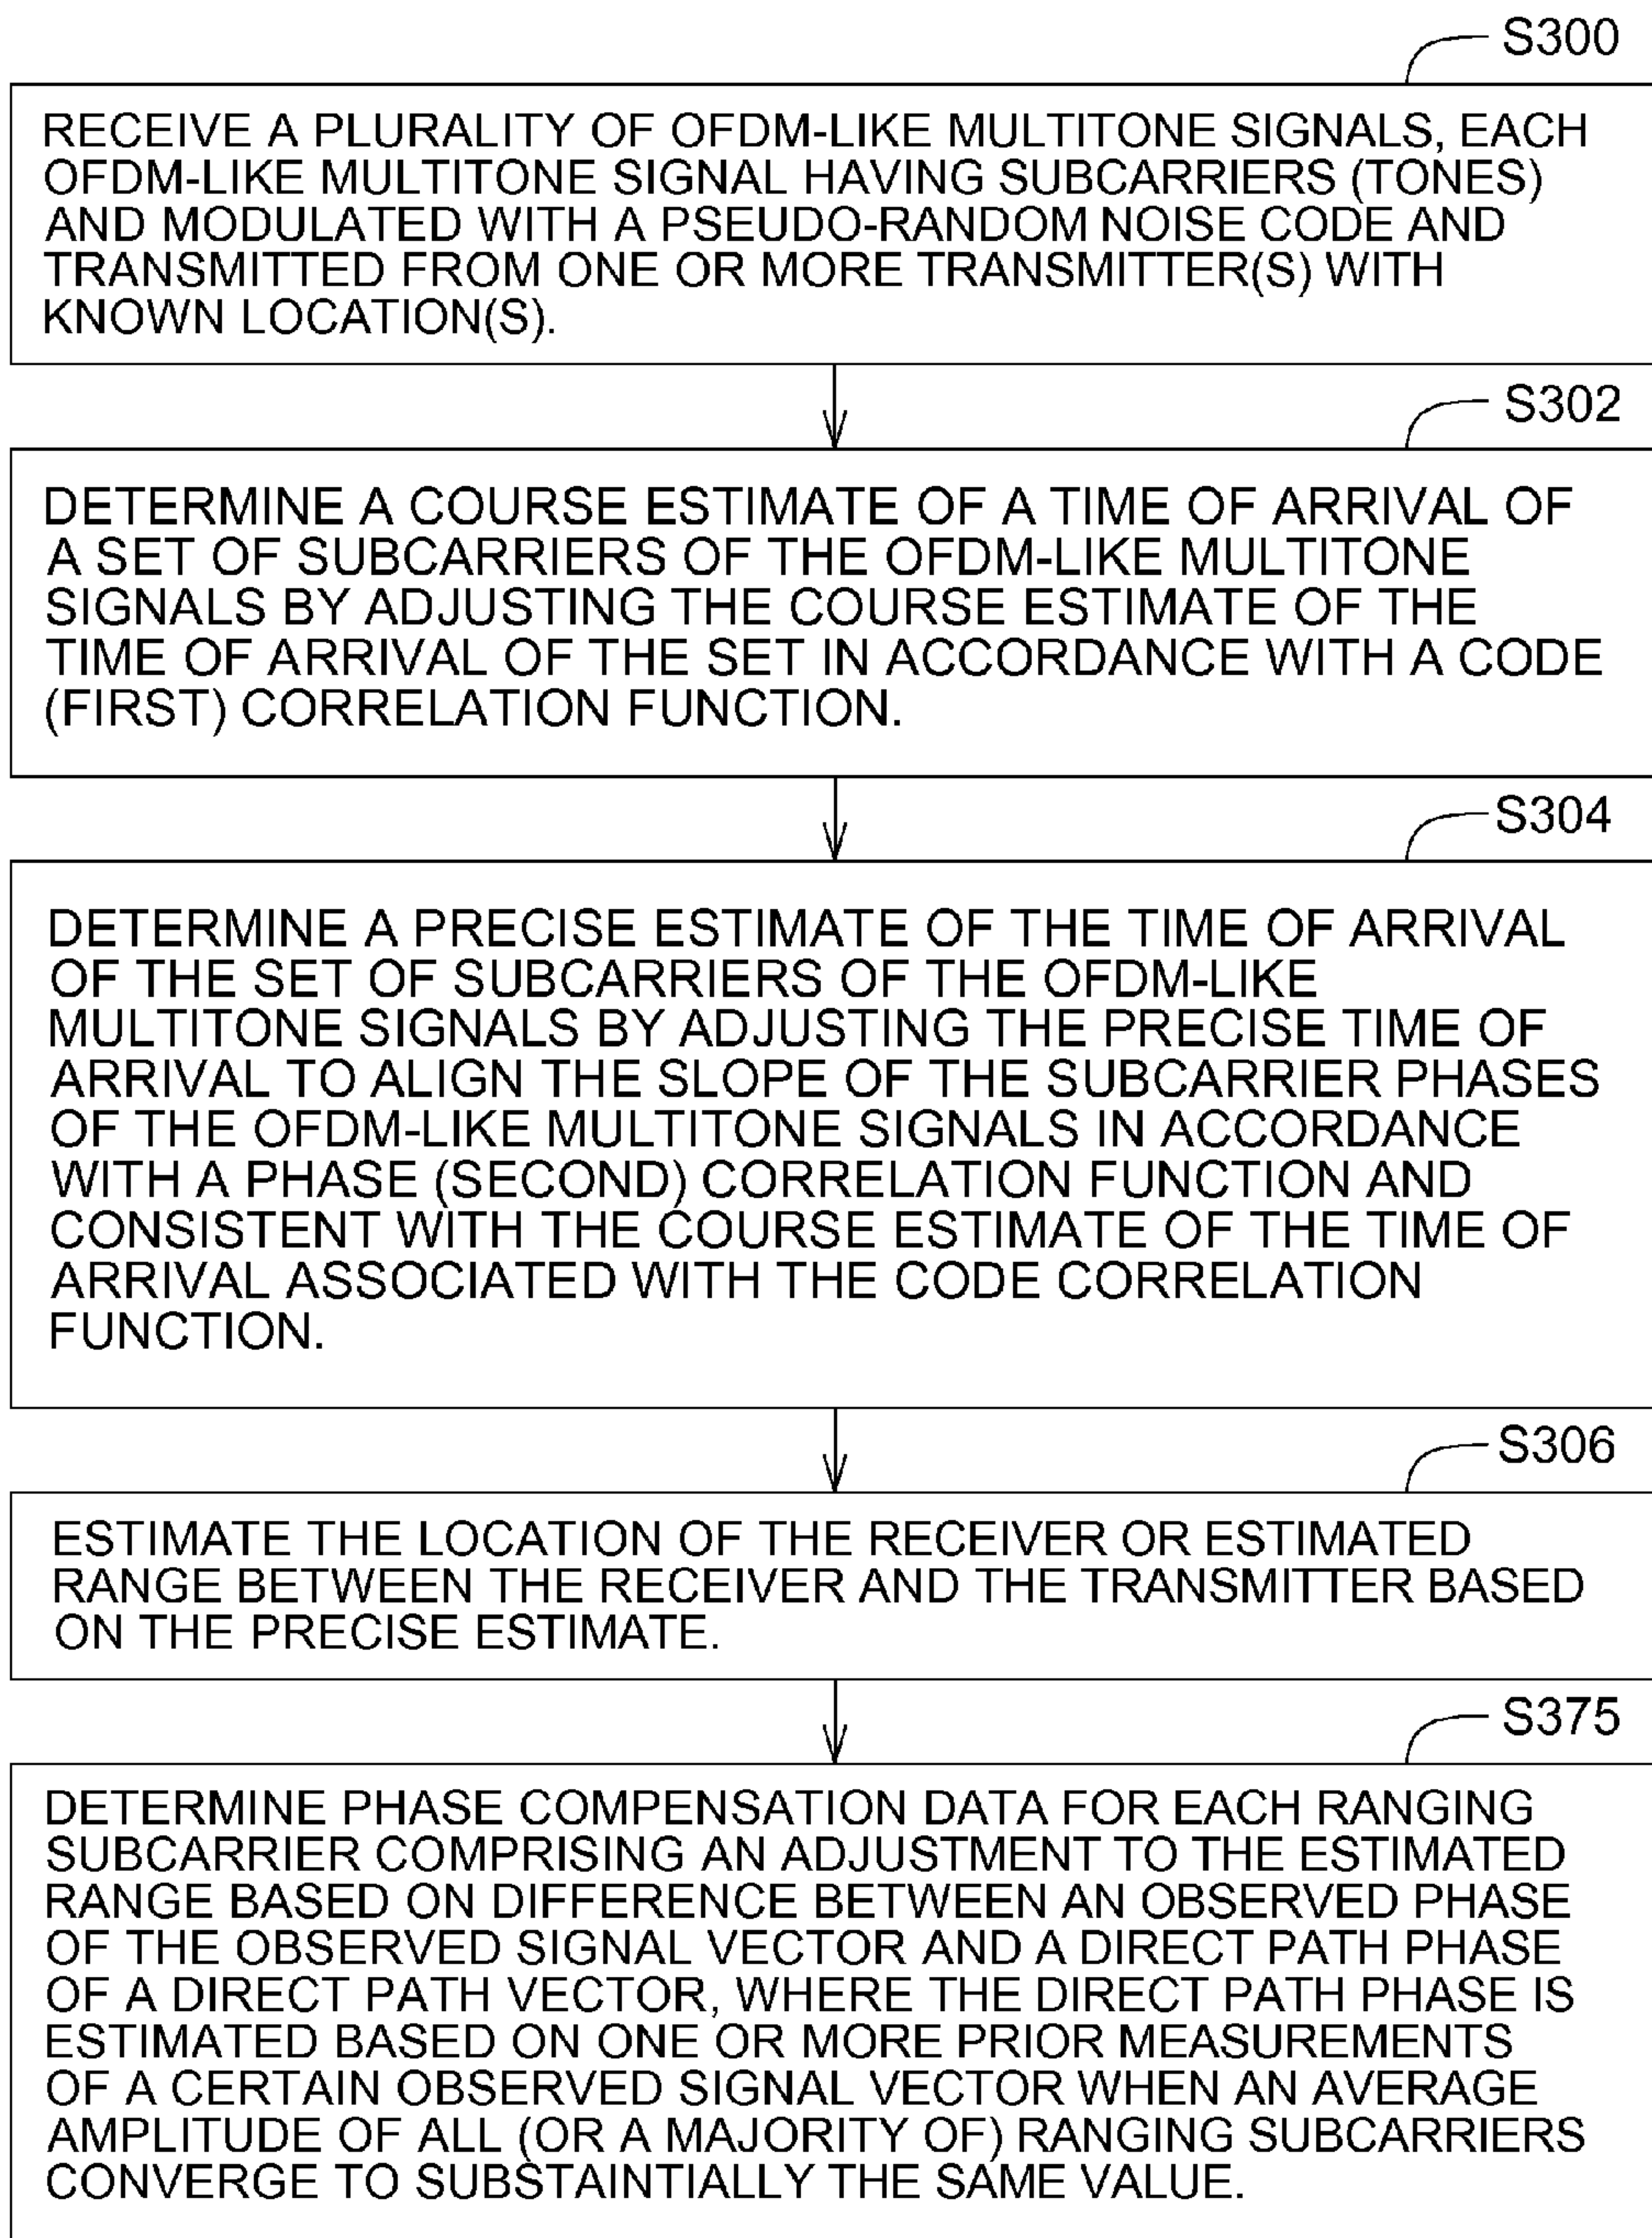 S300
RECEIVE A PLURALITY OF OFDM-LIKE MULTITONE SIGNALS, EACH
OFDM-LIKE MULTITONE SIGNAL HAVING SUBCARRIERS (TONES)
AND MODULATED WITH A PSEUDO-RANDOM NOISE CODE AND
TRANSMITTED FROM ONE OR MORE TRANSMITTER(S) WITH
KNOWN LOCATION(S).
S302
DETERMINE A COURSE ESTIMATE OF A TIME OF ARRIVAL OF
A SET OF SUBCARRIERS OF THE OFDM-LIKE MULTITONE
SIGNALS BY ADJUSTING THE COURSE ESTIMATE OF THE
TIME OF ARRIVAL OF THE SET IN ACCORDANCE WITH A CODE
(FIRST) CORRELATION FUNCTION.
S304
DETERMINE A PRECISE ESTIMATE OF THE TIME OF ARRIVAL
OF THE SET OF SUBCARRIERS OF THE OFDM-LIKE
MULTITONE SIGNALS BY ADJUSTING THE PRECISE TIME OF
ARRIVAL TO ALIGN THE SLOPE OF THE SUBCARRIER PHASES
OF THE OFDM-LIKE MULTITONE SIGNALS IN ACCORDANCE
WITH A PHASE (SECOND) CORRELATION FUNCTION AND
CONSISTENT WITH THE COURSE ESTIMATE OF THE TIME OF
ARRIVAL ASSOCIATED WITH THE CODE CORRELATION
FUNCTION.
S306
ESTIMATE THE LOCATION OF THE RECEIVER OR ESTIMATED
RANGE BETWEEN THE RECEIVER AND THE TRANSMITTER BASED
ON THE PRECISE ESTIMATE.
S375
DETERMINE PHASE COMPENSATION DATA FOR EACH RANGING
SUBCARRIER COMPRISING AN ADJUSTMENT TO THE ESTIMATED
RANGE BASED ON DIFFERENCE BETWEEN AN OBSERVED PHASE
OF THE OBSERVED SIGNAL VECTOR AND A DIRECT PATH PHASE
OF A DIRECT PATH VECTOR, WHERE THE DIRECT PATH PHASE IS
ESTIMATED BASED ON ONE OR MORE PRIOR MEASUREMENTS
OF A CERTAIN OBSERVED SIGNAL VECTOR WHEN AN AVERAGE
AMPLITUDE OF ALL (OR A MAJORITY OF) RANGING SUBCARRIERS
CONVERGE TO SUBSTAINTIALLY THE SAME VALUE.